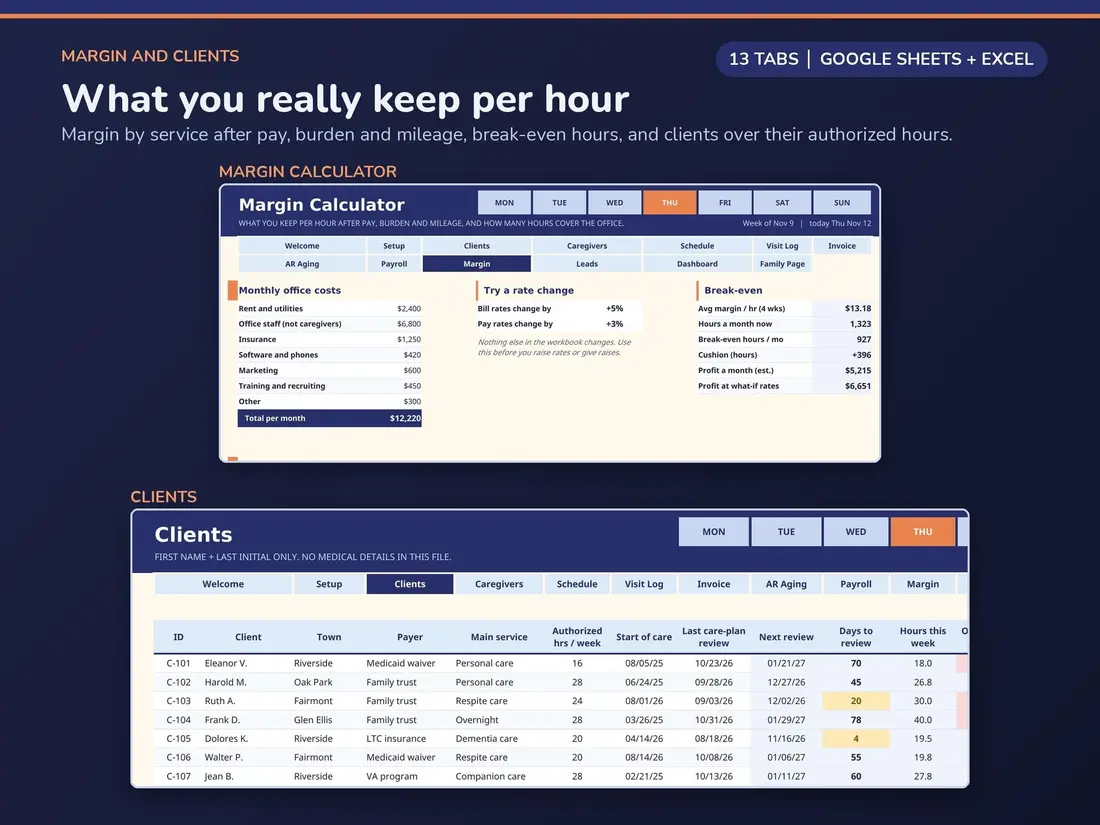 MARGIN AND CLIENTS
13 TABS | GOOGLE SHEETS + EXCEL
What you really keep per hour
Margin by service after pay, burden and mileage, break-even hours, and clients over their authorized hours.
MARGIN CALCULATOR
Margin Calculator
MON TUE WED THU FRI SAT SUN
WHAT YOU KEEP PER HOUR AFTER PAY, BURDEN AND MILEAGE, AND HOW MANY HOURS COVER THE OFFICE.
Week of Nov 9 | today Thu Nov 12
Welcome Setup Clients Caregivers Schedule Visit Log Invoice
AR Aging Payroll Margin Leads Dashboard Family Page
Monthly office costs
Rent and utilities $2,400
Office staff (not caregivers) $6,800
Insurance $1,250
Software and phones $420
Marketing $600
Training and recruiting $450
Other $300
Total per month $12,220
Try a rate change
Bill rates change by +5%
Pay rates change by +3%
Nothing else in the workbook changes. Use
this before you raise rates or give raises.
Break-even
Avg margin / hr (4 wks) $13.18
Hours a month now 1,323
Break-even hours / mo 927
Cushion (hours) +396
Profit a month (est.) $5,215
Profit at what-if rates $6,651
CLIENTS
Clients
MON TUE WED THU
FIRST NAME + LAST INITIAL ONLY. NO MEDICAL DETAILS IN THIS FILE.
Welcome Setup Clients Caregivers Schedule Visit Log Invoice AR Aging Payroll Margin
ID Client Town Payer Main service Authorized hrs / week Start of care Last care-plan review Next review Days to review Hours this week O
C-101 Eleanor V. Riverside Medicaid waiver Personal care 16 08/05/25 10/23/26 01/21/27 70 18.0
C-102 Harold M. Oak Park Family trust Personal care 28 06/24/25 09/28/26 12/27/26 45 26.8
C-103 Ruth A. Fairmont Family trust Respite care 24 08/01/26 09/03/26 12/02/26 20 30.0
C-104 Frank D. Glen Ellis Family trust Overnight 28 03/26/25 10/31/26 01/29/27 78 40.0
C-105 Dolores K. Riverside LTC insurance Dementia care 20 04/14/26 08/18/26 11/16/26 4 19.5
C-106 Walter P. Fairmont Medicaid waiver Respite care 20 08/14/26 10/08/26 01/06/27 55 19.8
C-107 Jean B. Riverside VA program Companion care 28 02/21/25 10/13/26 01/11/27 60 27.8